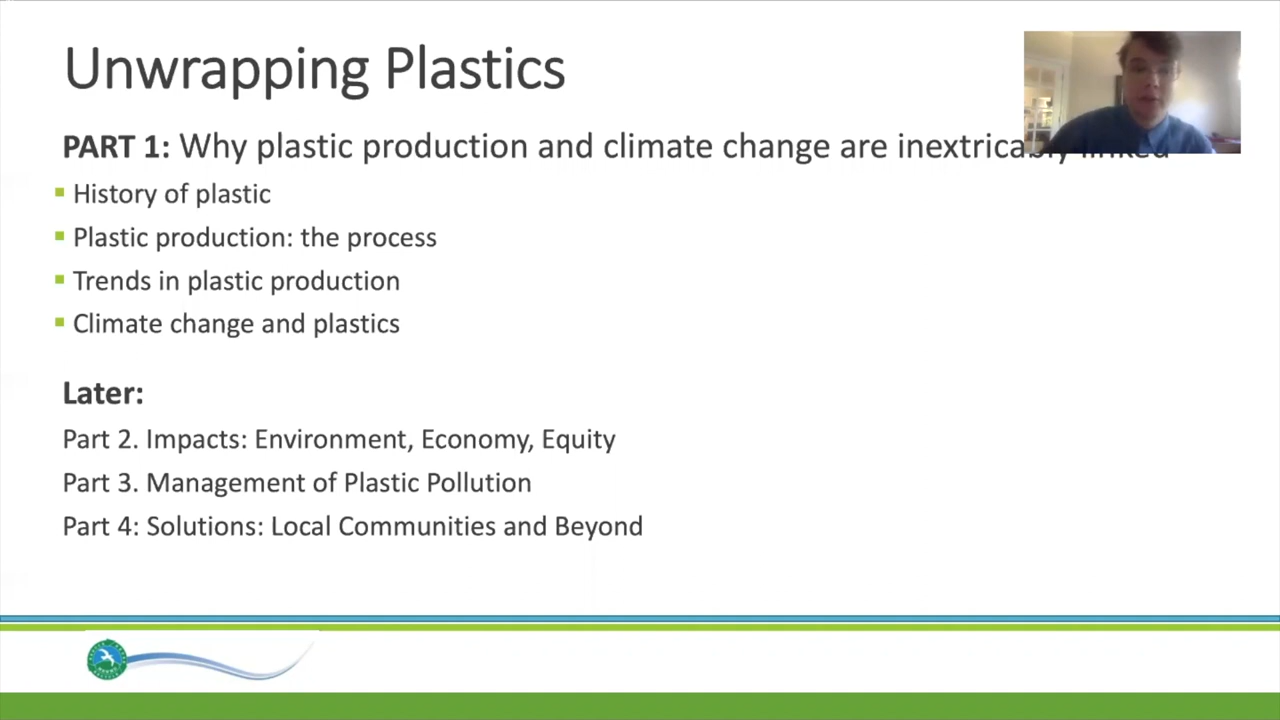 Unwrapping Plastics
PART 1: Why plastic production and climate change are inextricably linked
History of plastic
Plastic production: the process
Trends in plastic production
Climate change and plastics
Later:
Part 2. Impacts: Environment, Economy, Equity
Part 3. Management of Plastic Pollution
Part 4: Solutions: Local Communities and Beyond